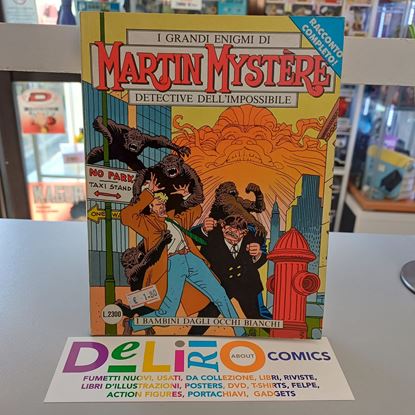 I GRANDI ENIGMI DI
MARTIN MYSTÈRE
DETECTIVE DELL'IMPOSSIBILE
RACCONTO
COMPLETO!
NO PARK
TAXI STAND
ONE W
L.2300
I BAMBINI DAGLI OCCHI BIANCHI
DELIRIO ABOUT COMICS
FUMETTI NUOVI, USATI, DA COLLEZIONE, LIBRI, RIVISTE,
LIBRI D'ILLUSTRAZIONI, POSTERS, DVD, T-SHIRTS, FELPE,
ACTION FIGURES, PORTACHIAVI, GADGETS